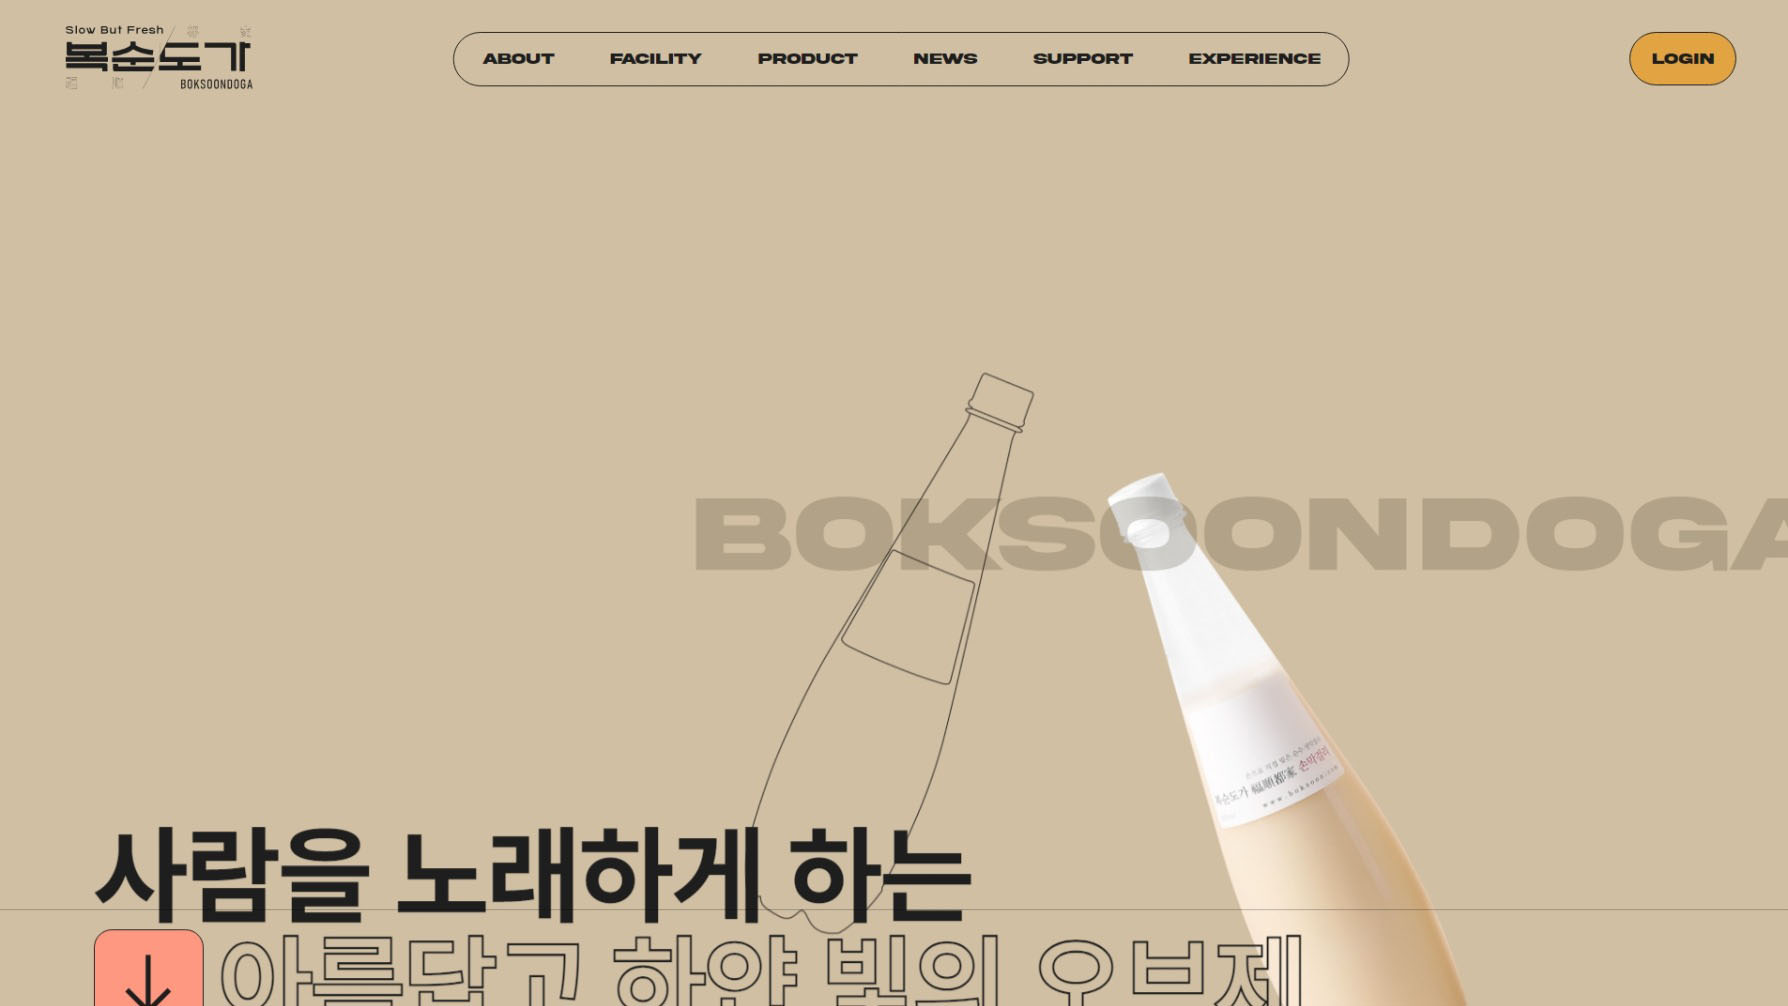 Slow But Fresh
복순도가
BOKSOONDOGA
ABOUT FACILITY PRODUCT NEWS SUPPORT EXPERIENCE
LOGIN
BOKSOONDOGA
복순도가 福順都家 손막걸리
www.boksoon.com
사람을 노래하게 하는
아름답고 하얀 빛의 오브제